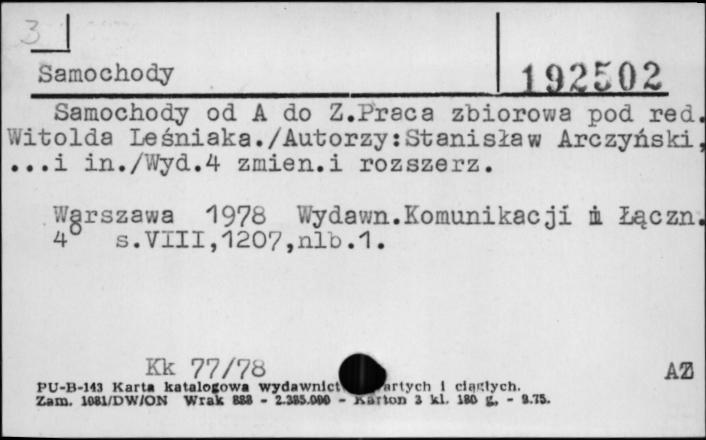 3
Samochody 192502
Samochody od A do Z.Praca zbiorowa pod red.
Witolda Leśniaka./Autorzy:Stanisław Arczyński,
...i in./Wyd.4 zmien.i rozszerz.
Warszawa 1978 Wydawn.Komunikacji i Łączn.
4° s.VIII,1207,nlb.1.
Kk 77/78 AZ
PU-B-143 Karta katalogowa wydawnict artych i ciągłych.
Zam. 1081/DW/ON Wrak 888 - 2.385.000 - Karton 3 kl. 180 g, - 9.75.